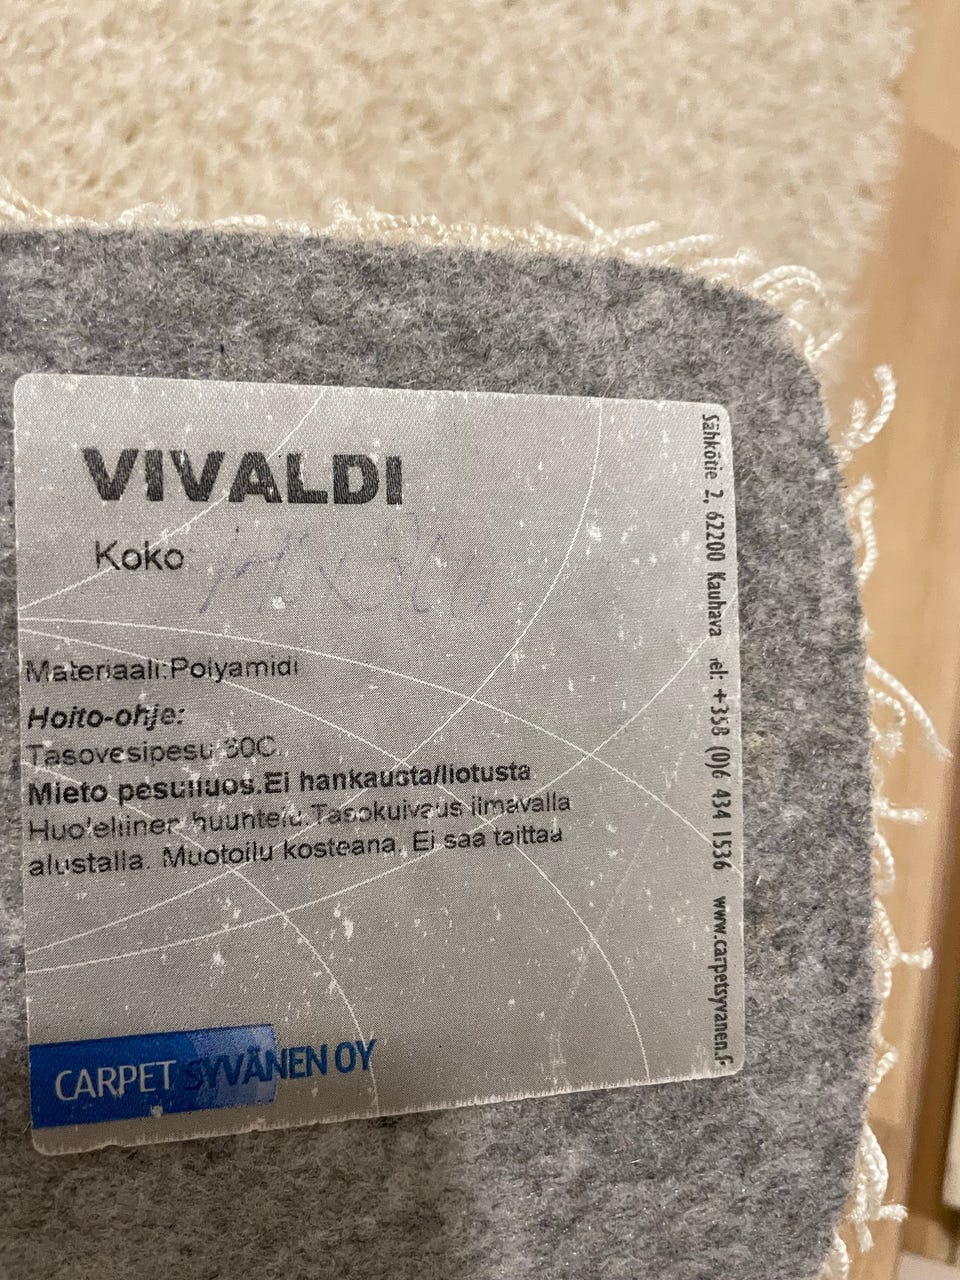 VIVALDI
Koko
Materiaali:Polyamidi
Hoito-ohje:
Tasovesipesu 30C.
Mieto pesuliuos.Ei hankausta/liotusta
Huolellinen huuhtelu.Tasokuivaus ilmavalla
alustalla. Muotoilu kosteana. Ei saa taittaa
CARPET SYVÄNEN OY
Sähkötie 2, 62200 Kauhava Tel: +358 (0)6 434 1536 www.carpetsyvanen.fi